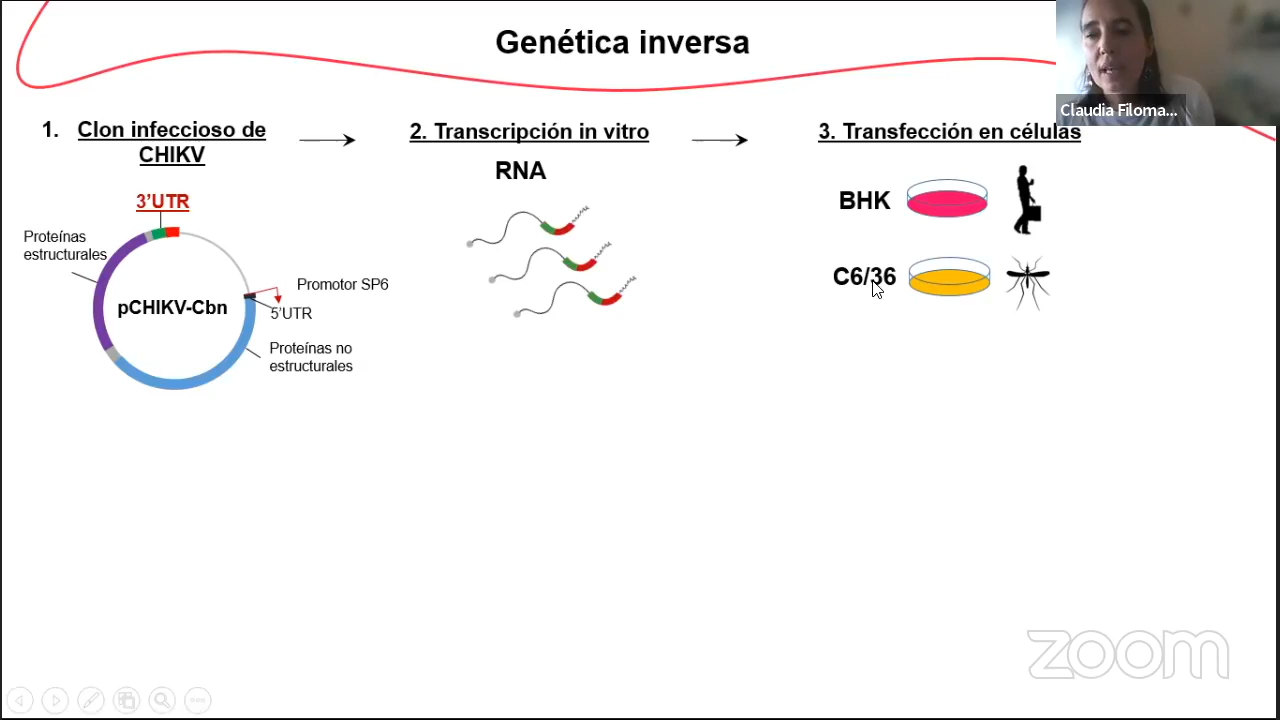 Genética inversa
Claudia Filoma...
1. Clon infeccioso de
CHIKV
2. Transcripción in vitro
RNA
3. Transfección en células
3'UTR
Proteínas
estructurales
pCHIKV-Cbn
Promotor SP6
5'UTR
Proteínas no
estructurales
BHK
C6/36
zoom